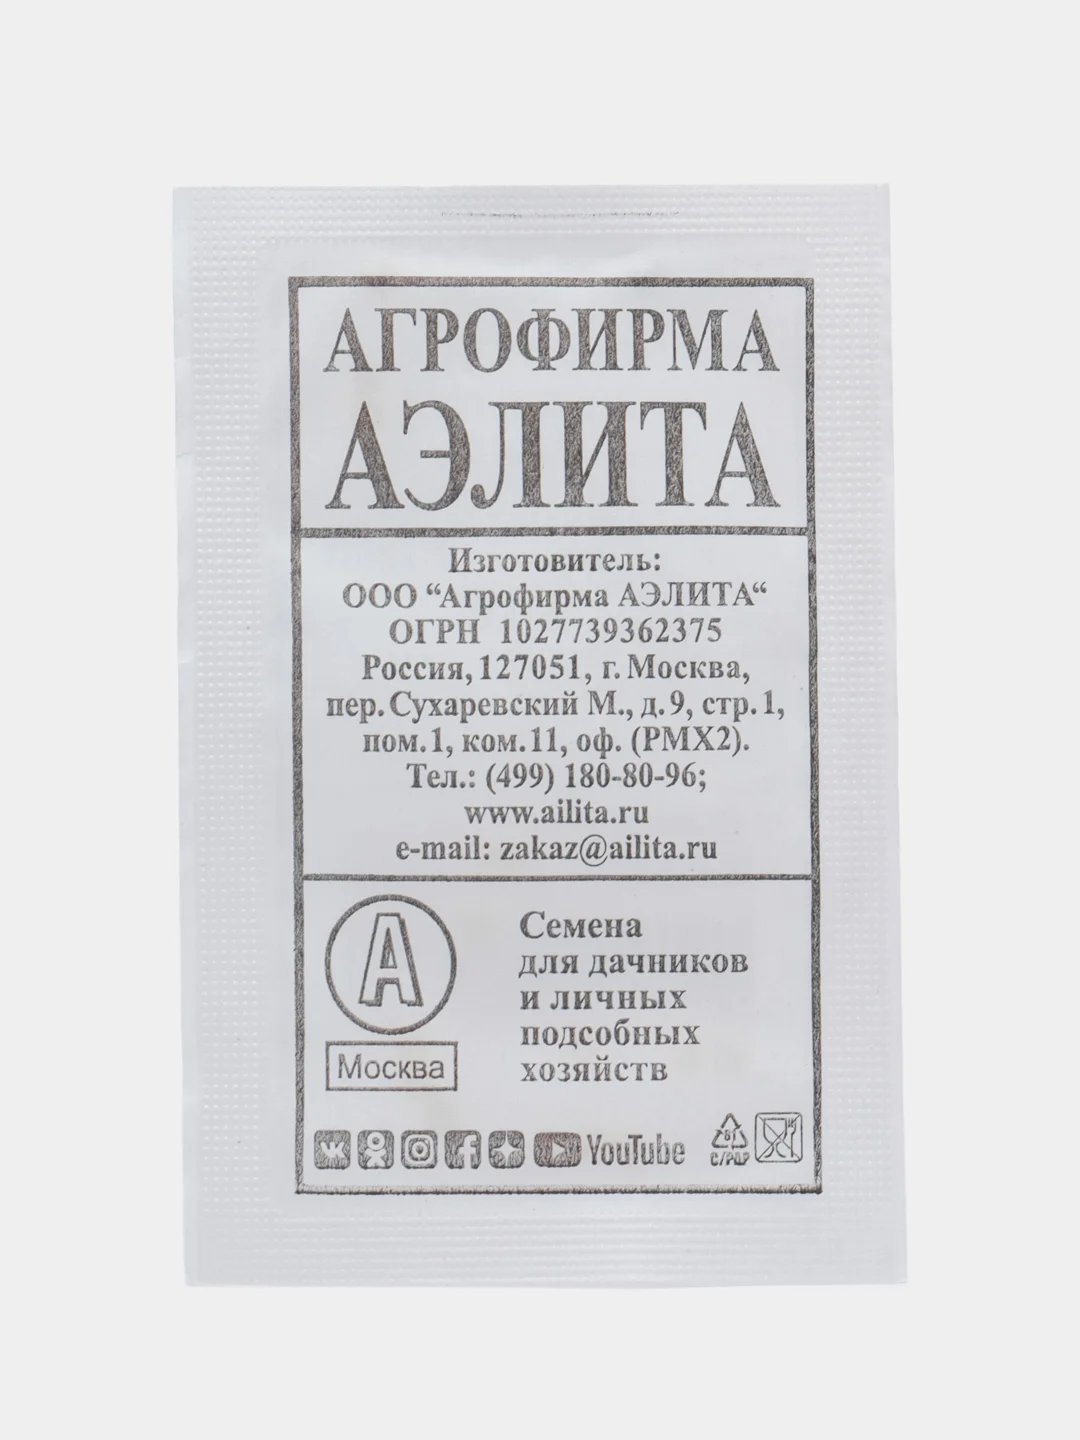 АГРОФИРМА
АЭЛИТА
Изготовитель:
ООО “Агрофирма АЭЛИТА“
ОГРН 1027739362375
Россия, 127051, г. Москва,
пер. Сухаревский М., д. 9, стр. 1,
пом. 1, ком. 11, оф. (РМХ2).
Тел.: (499) 180-80-96;
www.ailita.ru
e-mail: zakaz@ailita.ru
А
Москва
Семена
для дачников
и личных
подсобных
хозяйств
YouTube
81
C/PAP